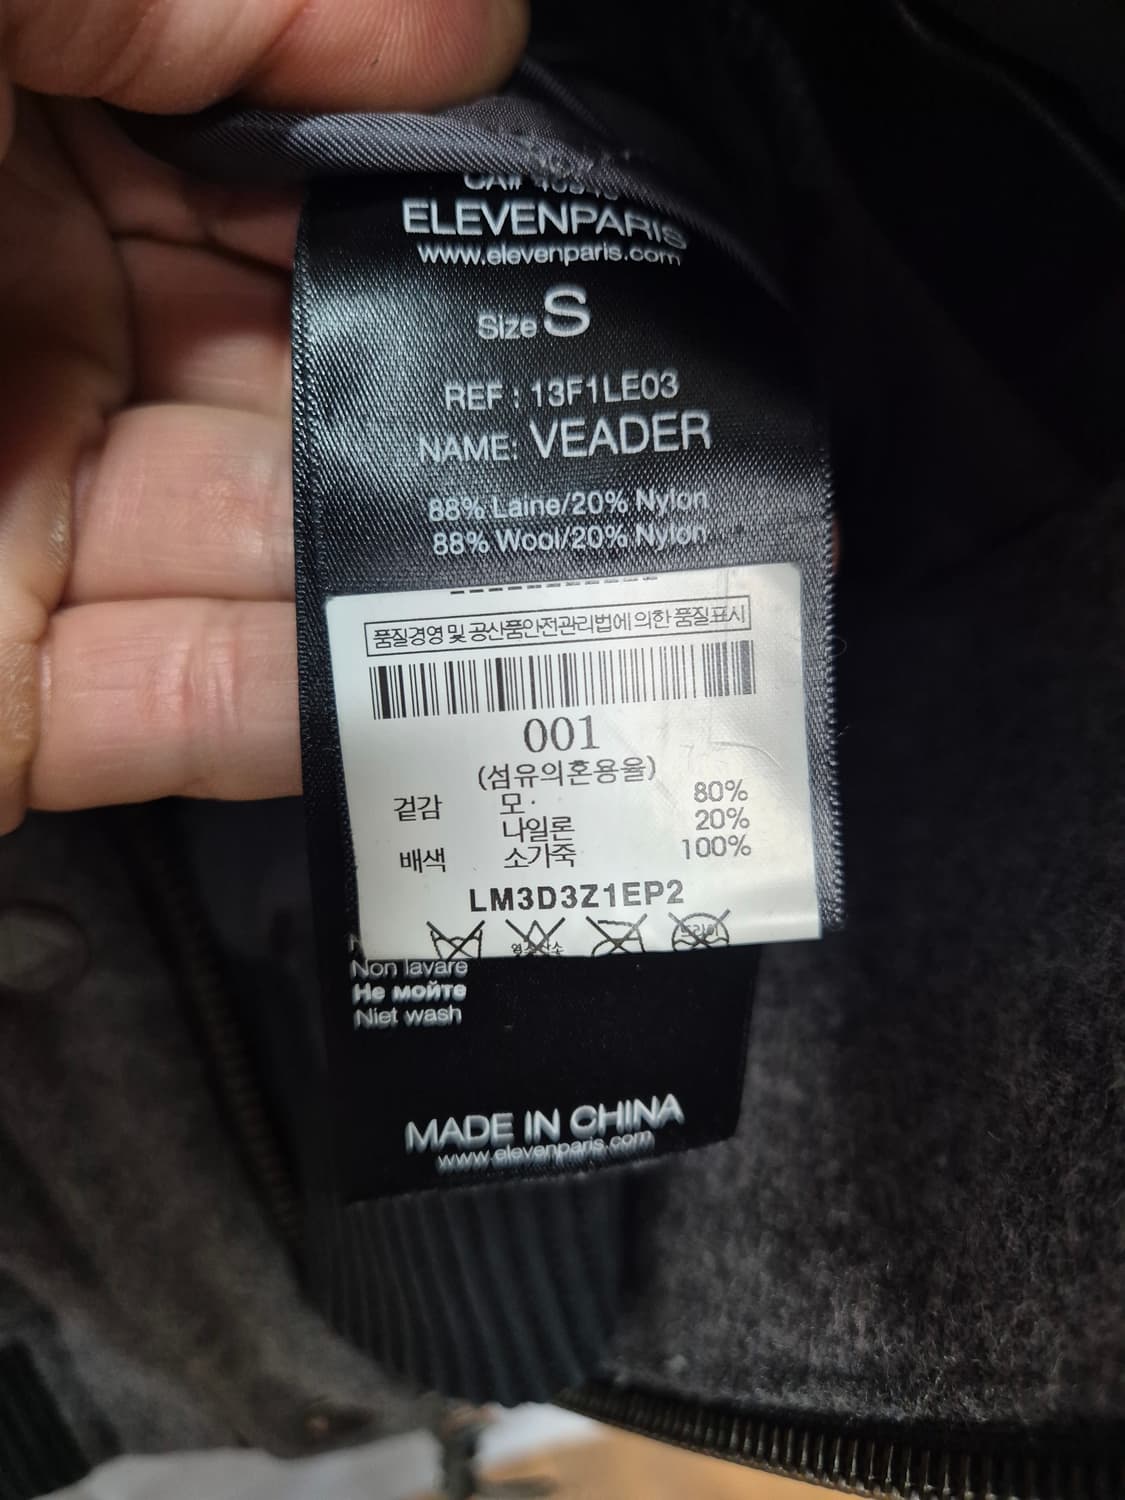 ELEVENPARIS
www.elevenparis.com
Size S
REF : 13F1LE03
NAME: VEADER
88% Laine/20% Nylon
88% Wool/20% Nylon
품질경영 및 공산품안전관리법에 의한 품질표시
001
(섬유의혼용율)
겉감 모 80%
나일론 20%
배색 소가죽 100%
LM3D3Z1EP2
드라이
Non lavare
Не мойте
Niet wash
MADE IN CHINA
www.elevenparis.com